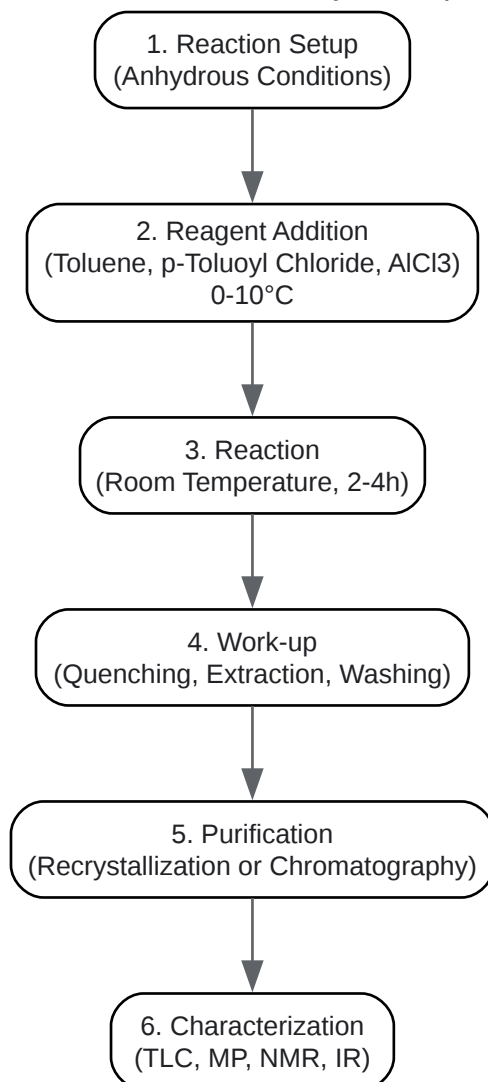 1. Reaction Setup
(Anhydrous Conditions)
2. Reagent Addition
(Toluene, p-Toluoyl Chloride, AlCl3)
0-10°C
3. Reaction
(Room Temperature, 2-4h)
4. Work-up
(Quenching, Extraction, Washing)
5. Purification
(Recrystallization or Chromatography)
6. Characterization
(TLC, MP, NMR, IR)